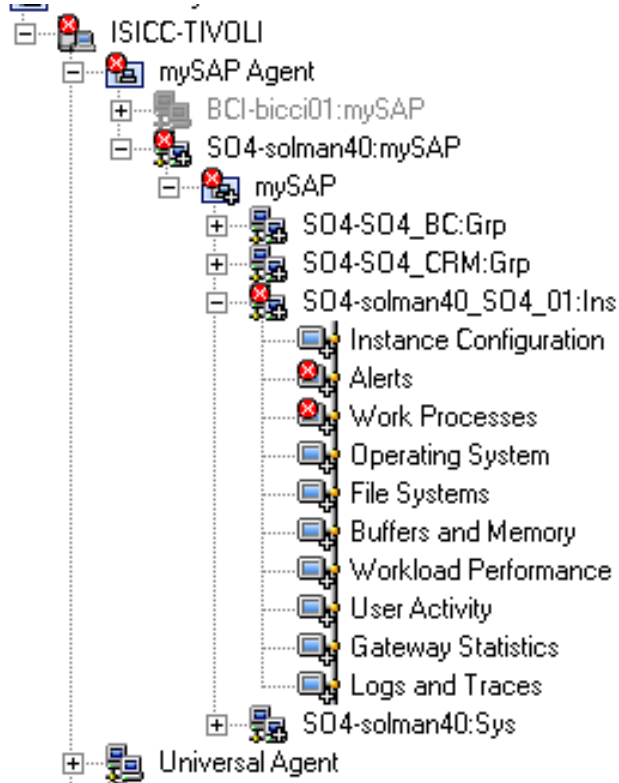 ISICC-TIVOLI
mySAP Agent
BCI-bicci01:mySAP
SO4-solman40:mySAP
mySAP
SO4-SO4_BC:Grp
SO4-SO4_CRM:Grp
SO4-solman40_SO4_01:Ins
Instance Configuration
Alerts
Work Processes
Operating System
File Systems
Buffers and Memory
Workload Performance
User Activity
Gateway Statistics
Logs and Traces
SO4-solman40:Sys
Universal Agent